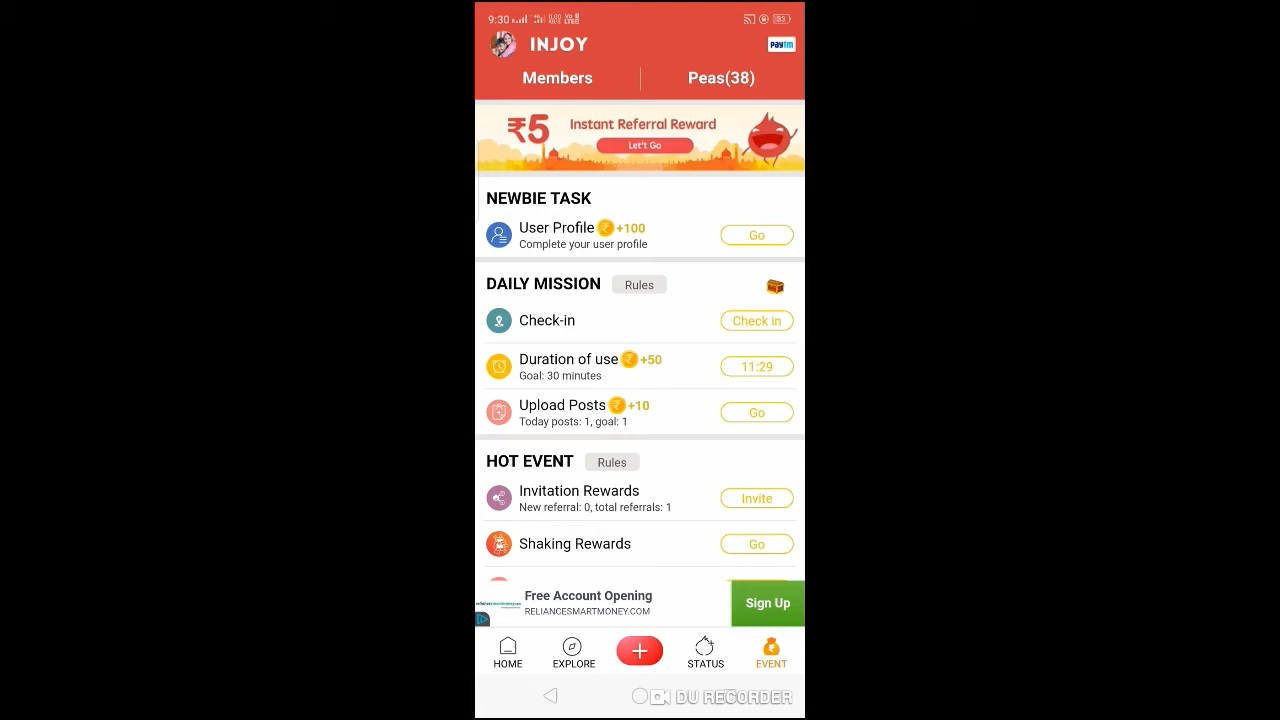 9:30
83
INJOY
paytm
Members
Peas(38)
₹5
Instant Referral Reward
Let's Go
NEWBIE TASK
User Profile +100
Complete your user profile
Go
DAILY MISSION
Rules
Check-in
Check in
Duration of use +50
Goal: 30 minutes
11:29
Upload Posts +10
Today posts: 1, goal: 1
Go
HOT EVENT
Rules
Invitation Rewards
New referral: 0, total referrals: 1
Invite
Shaking Rewards
Go
Free Account Opening
RELIANCESMARTMONEY.COM
Sign Up
HOME
EXPLORE
STATUS
EVENT
DU RECORDER